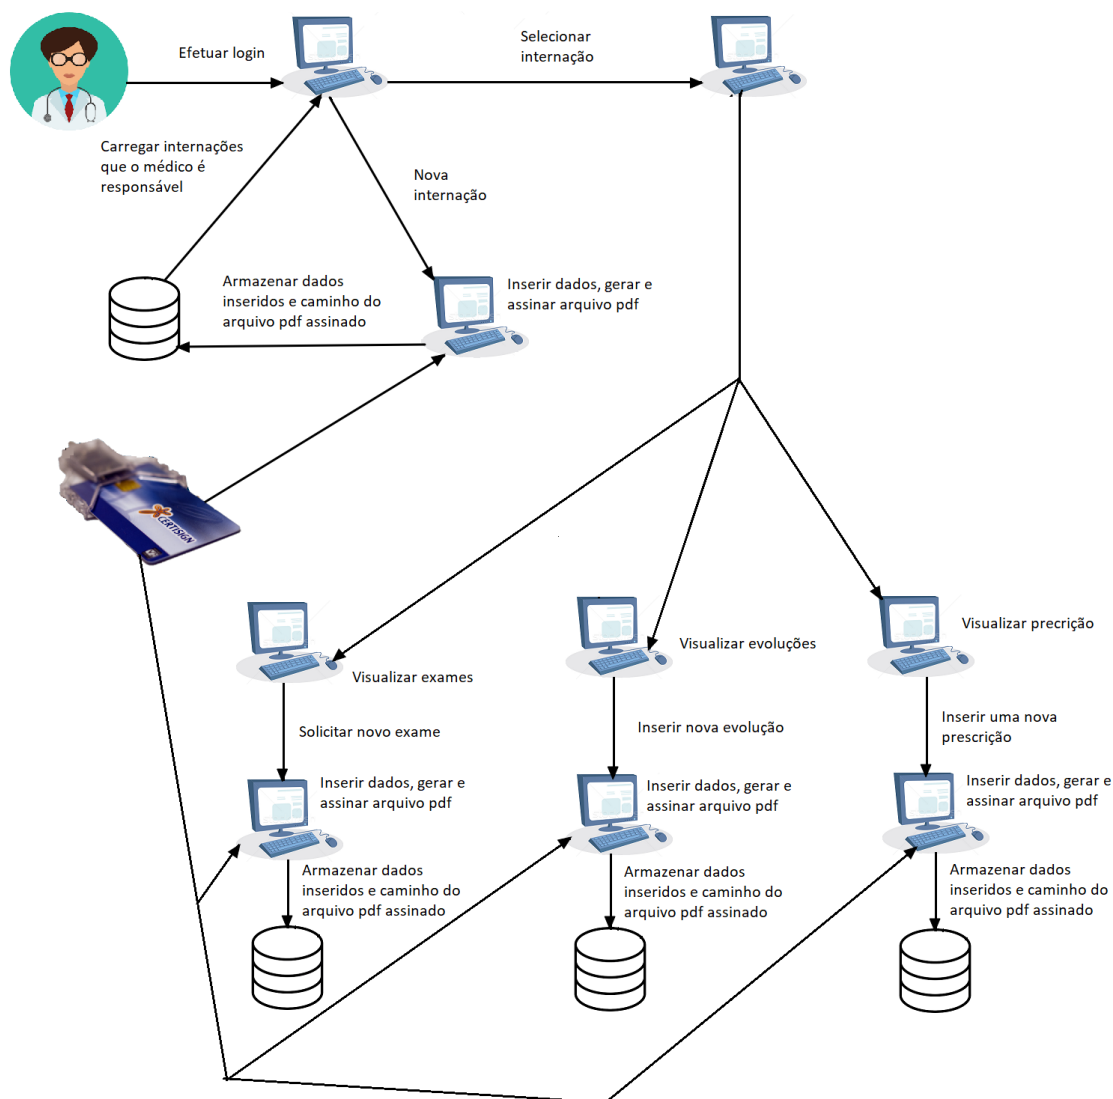 Efetuar login
Selecionar
internação
Carregar internações
que o médico é
responsável
Nova
internação
Armazenar dados
inseridos e caminho do
arquivo pdf assinado
Inserir dados, gerar e
assinar arquivo pdf
CERTISIGN
Visualizar exames
Visualizar evoluções
Visualizar precrição
Solicitar novo exame
Inserir nova evolução
Inserir uma nova
prescrição
Inserir dados, gerar e
assinar arquivo pdf
Inserir dados, gerar e
assinar arquivo pdf
Inserir dados, gerar e
assinar arquivo pdf
Armazenar dados
inseridos e caminho do
arquivo pdf assinado
Armazenar dados
inseridos e caminho do
arquivo pdf assinado
Armazenar dados
inseridos e caminho do
arquivo pdf assinado